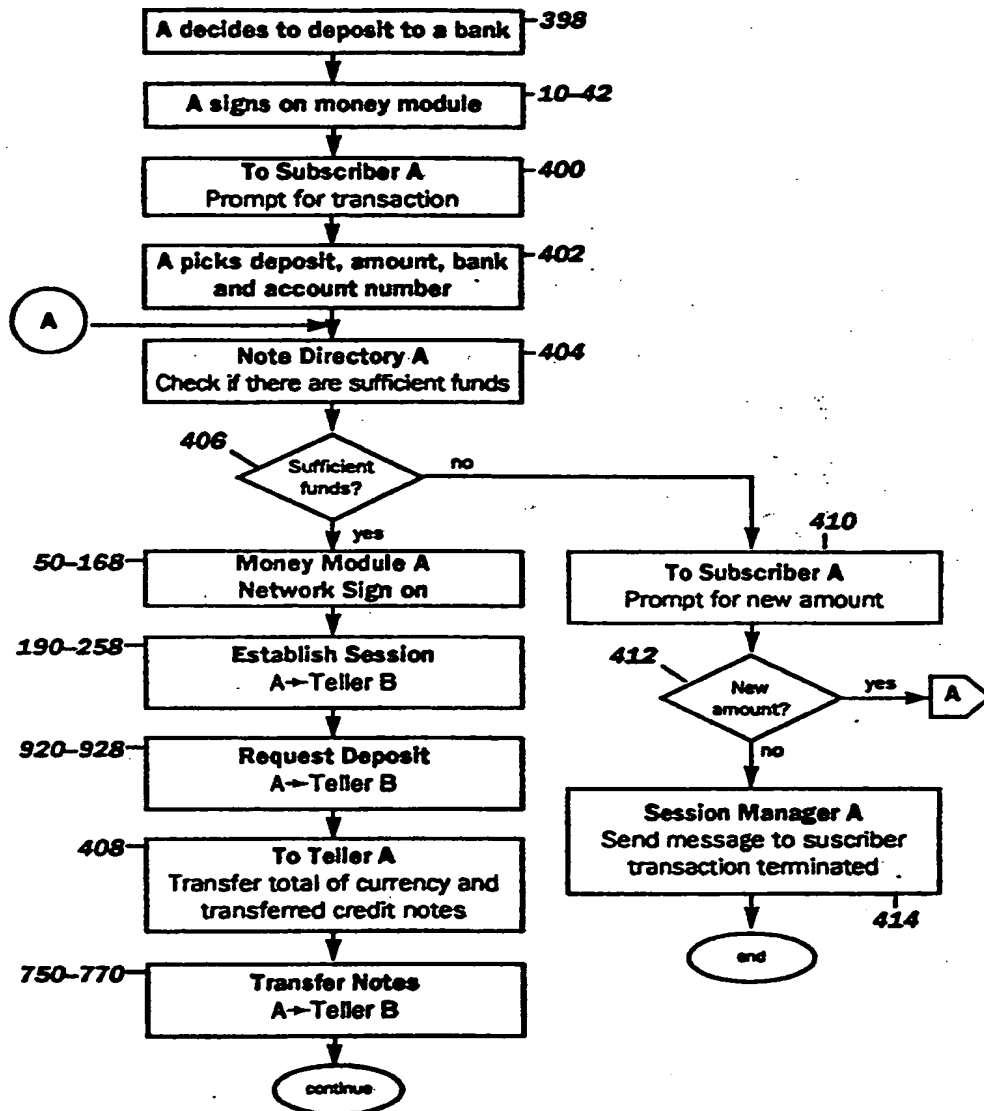 A decides to deposit to a bank
398
A signs on money module
10–42
To Subscriber A
Prompt for transaction
400
A picks deposit, amount, bank
and account number
402
A
Note Directory A
Check if there are sufficient funds
404
406
Sufficient
funds?
no
yes
50–168
Money Module A
Network Sign on
190–258
Establish Session
A→Teller B
920–928
Request Deposit
A→Teller B
408
To Teller A
Transfer total of currency and
transferred credit notes
750–770
Transfer Notes
A→Teller B
continue
410
To Subscriber A
Prompt for new amount
412
New
amount?
yes
A
no
Session Manager A
Send message to suscriber
transaction terminated
414
end